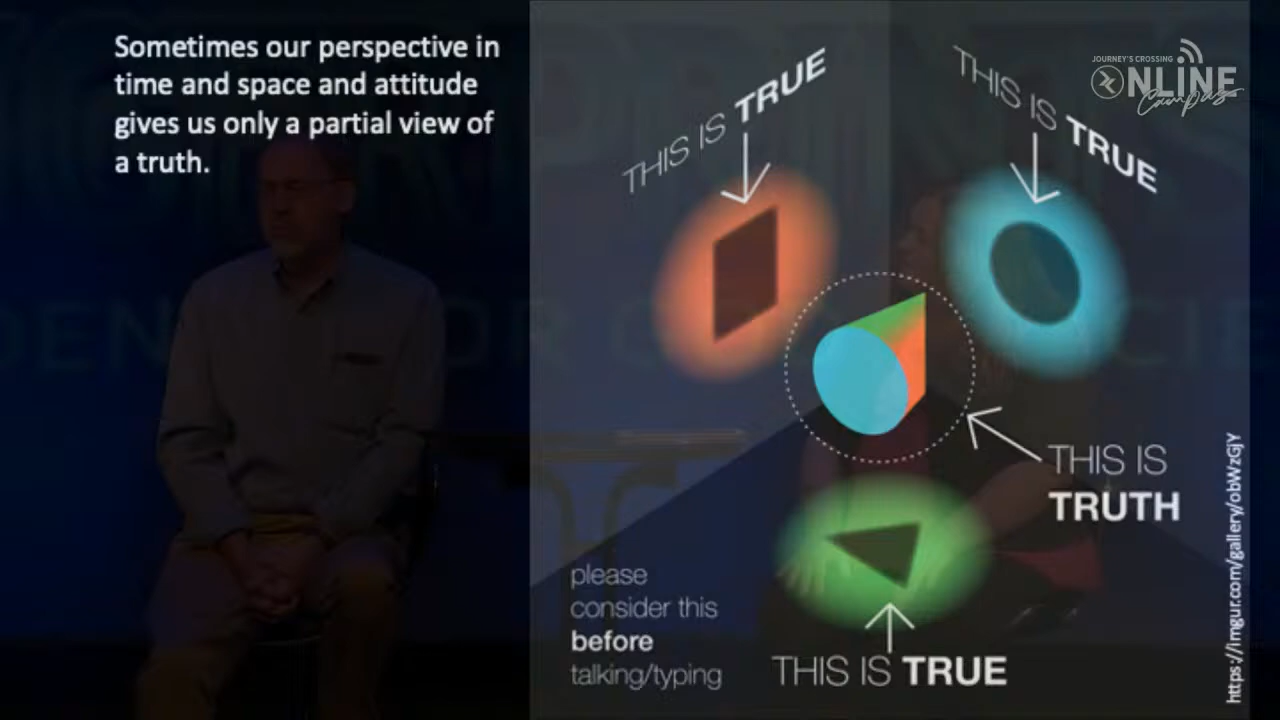 Sometimes our perspective in
time and space and attitude
gives us only a partial view of
a truth.
THIS IS TRUE
THIS IS TRUE
JOURNEY'S CROSSING
ONLINE
Campus
THIS IS
TRUTH
please
consider this
before
talking/typing
THIS IS TRUE
https://imgur.com/gallery/obWzGjY